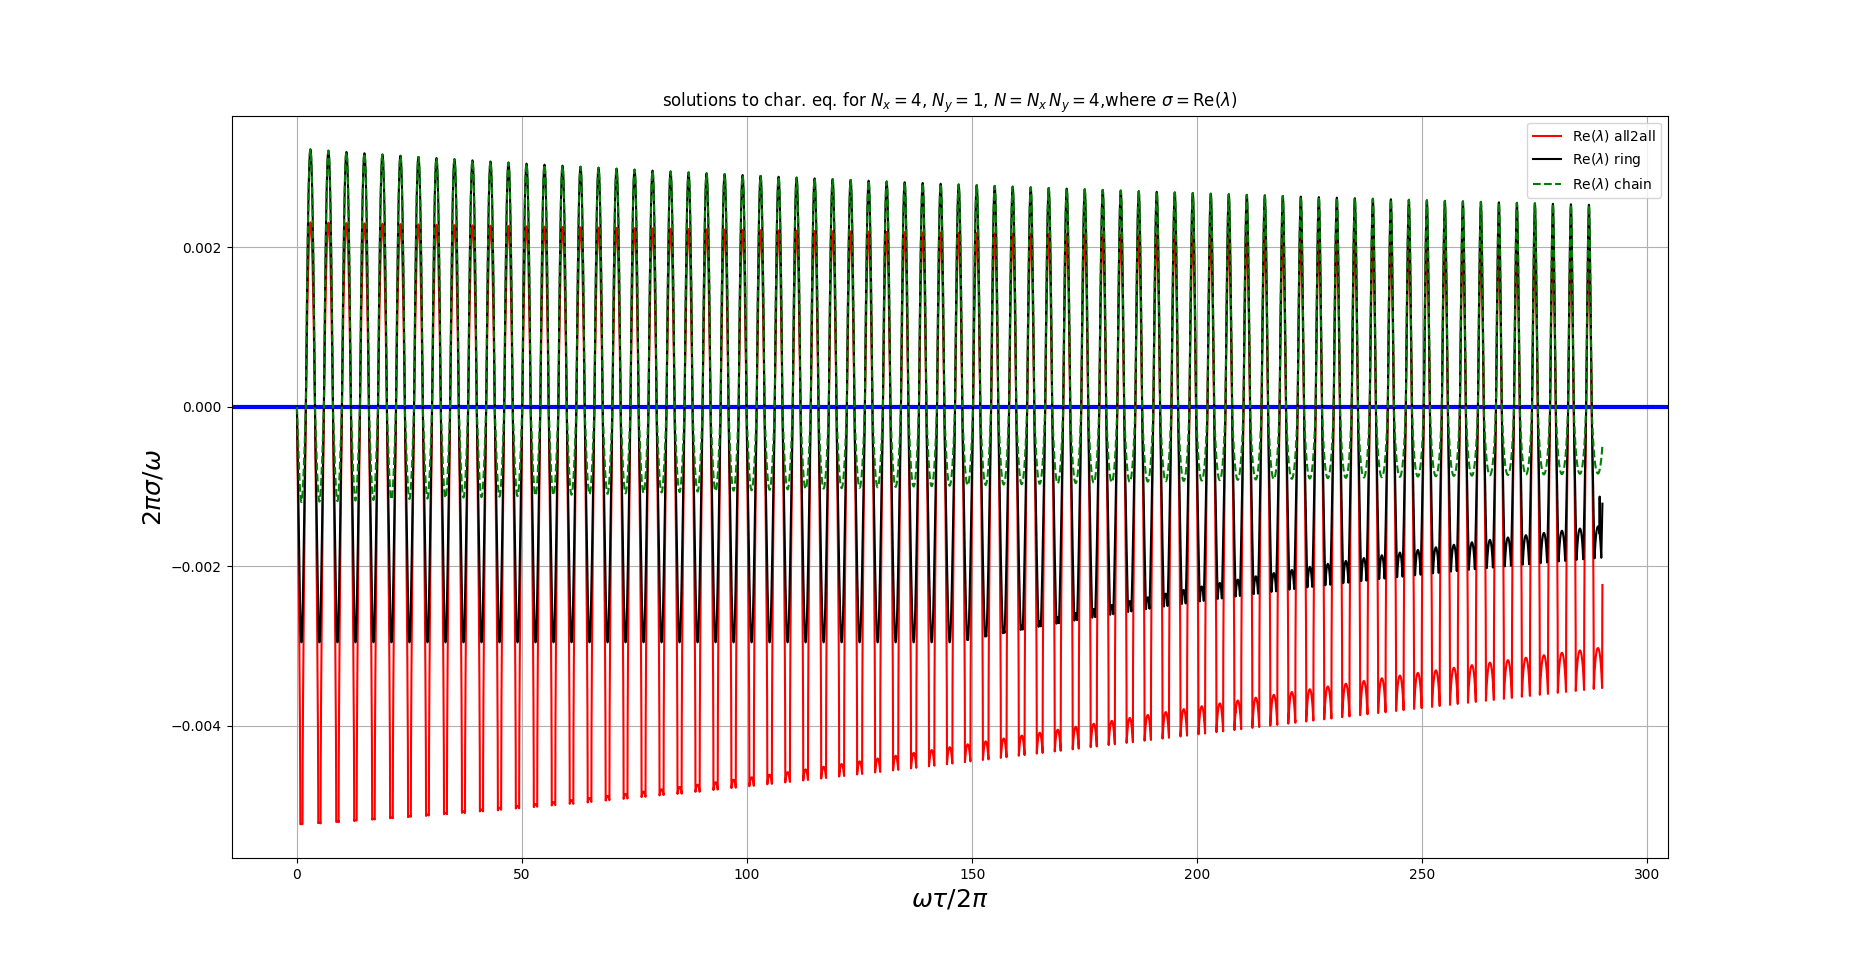 solutions to char. eq. for $N_x = 4$, $N_y = 1$, $N = N_x N_y = 4$,where $\sigma = \mathrm{Re}(\lambda)$
Re(λ) all2all
Re(λ) ring
Re(λ) chain
0.002
0.000
−0.002
−0.004
2πσ/ω
0 50 100 150 200 250 300
ωτ/2π